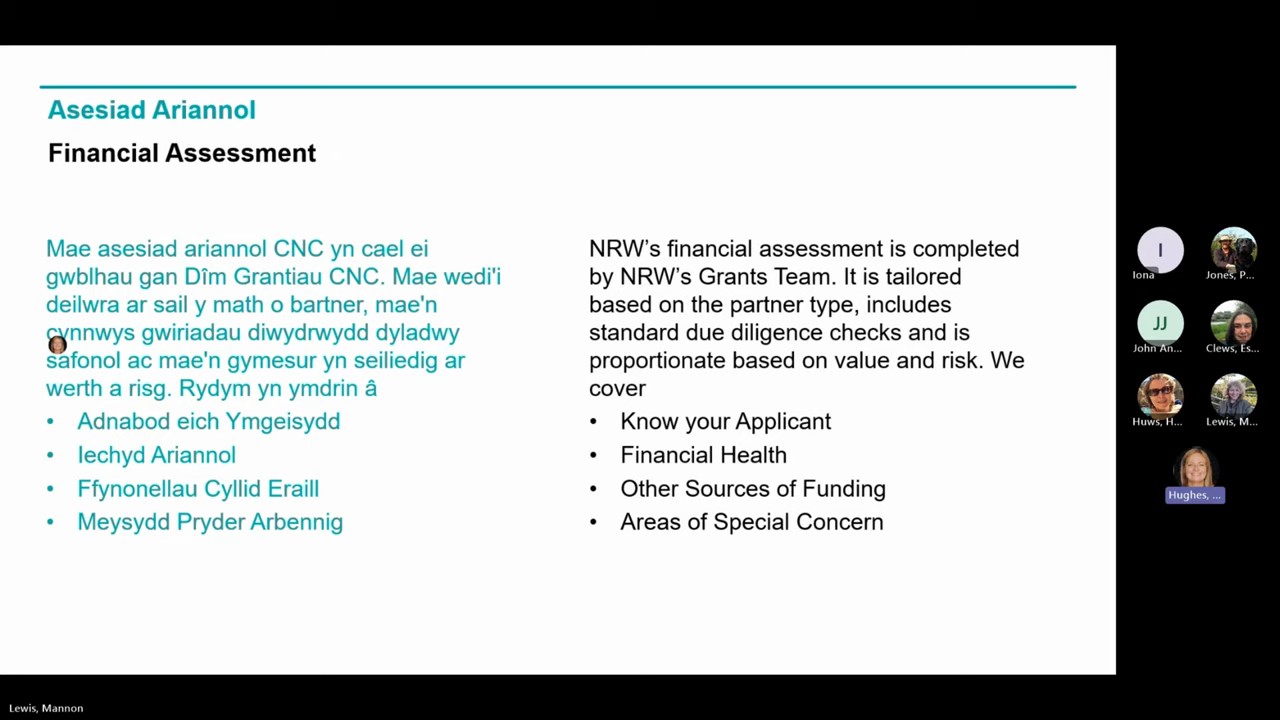 Asesiad Ariannol
Financial Assessment
Mae asesiad ariannol CNC yn cael ei
gwblhau gan Dîm Grantiau CNC. Mae wedi'i
deilwra ar sail y math o bartner, mae'n
cynnwys gwiriadau diwydrwydd dyladwy
safonol ac mae'n gymesur yn seiliedig ar
werth a risg. Rydym yn ymdrin â
• Adnabod eich Ymgeisydd
• Iechyd Ariannol
• Ffynonellau Cyllid Eraill
• Meysydd Pryder Arbennig
NRW’s financial assessment is completed
by NRW’s Grants Team. It is tailored
based on the partner type, includes
standard due diligence checks and is
proportionate based on value and risk. We
cover
• Know your Applicant
• Financial Health
• Other Sources of Funding
• Areas of Special Concern
I
Iona
Jones, P...
JJ
John An...
Clews, Es...
Huws, H...
Lewis, M...
Hughes, ...
Lewis, Mannon